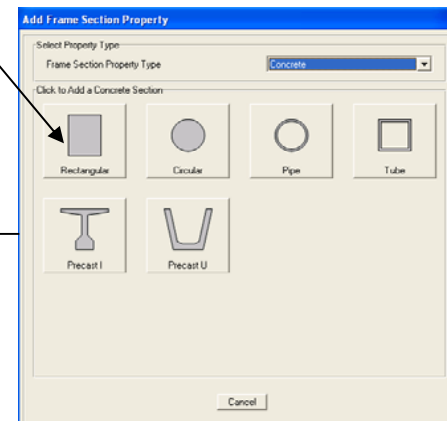 Add Frame Section Property
Select Property Type
Frame Section Property Type Concrete
Click to Add a Concrete Section
Rectangular Circular Pipe Tube
Precast I Precast U
Cancel